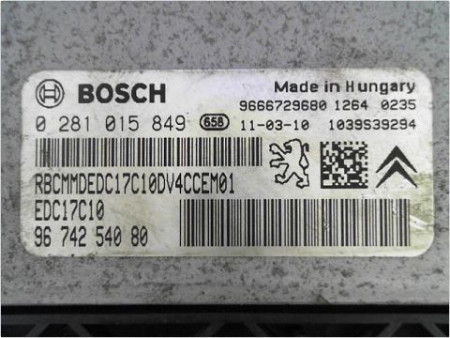 BOSCH
Made in Hungary
9666729680 1264 0235
0 281 015 849 658 11-03-10 1039S39294
RBCMMDEDC17C10DV4CCEM01
EDC17C10
96 742 540 80